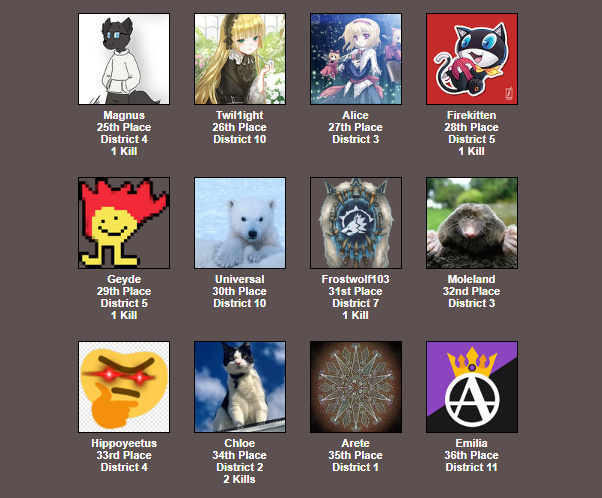 Magnus
25th Place
District 4
1 Kill
Twil1ight
26th Place
District 10
Alice
27th Place
District 3
Firekitten
28th Place
District 5
1 Kill
Geyde
29th Place
District 5
1 Kill
Universal
30th Place
District 10
Frostwolf103
31st Place
District 7
1 Kill
Moleland
32nd Place
District 3
Hippoyeetus
33rd Place
District 4
Chloe
34th Place
District 2
2 Kills
Arete
35th Place
District 1
Emilia
36th Place
District 11